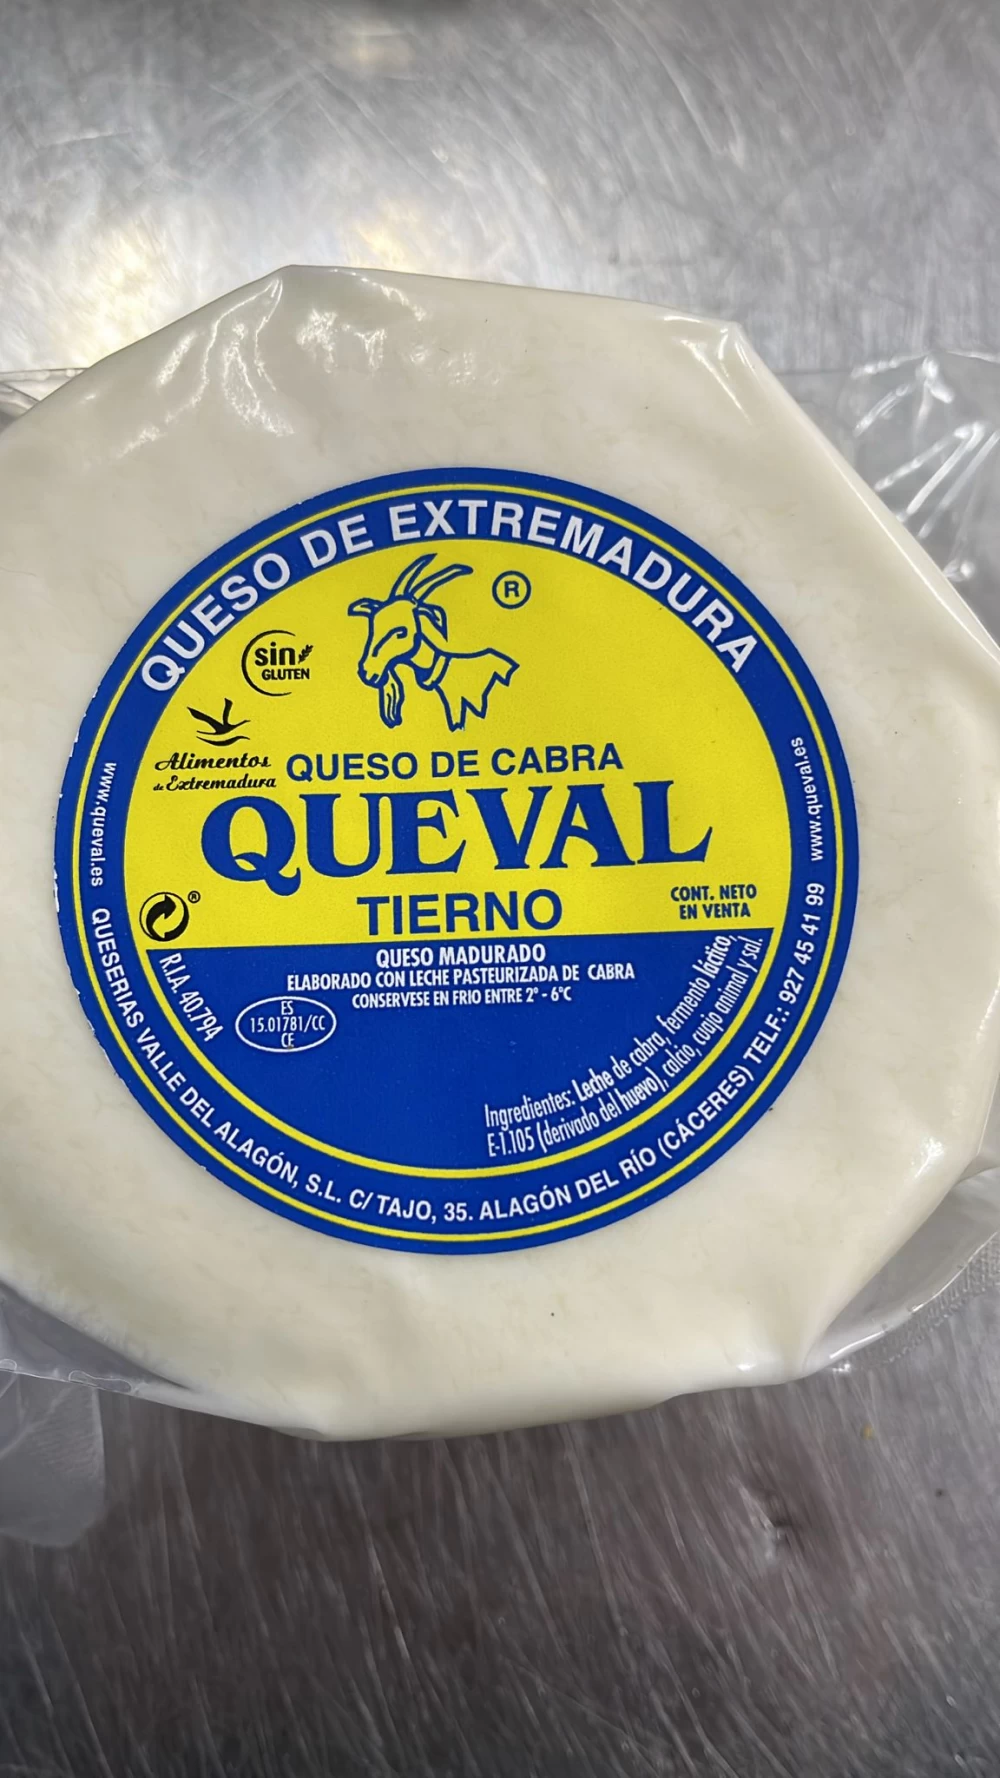 QUESO DE EXTREMADURA
®
sin
GLUTEN
Alimentos
de Extremadura
QUESO DE CABRA
QUEVAL
TIERNO
CONT. NETO
EN VENTA
®
QUESO MADURADO
ELABORADO CON LECHE PASTEURIZADA DE CABRA
CONSERVESE EN FRIO ENTRE 2° - 6°C
R.I.A. 40.794
ES
15.01781/CC
CE
Ingredientes: Leche de cabra, fermento láctico,
E-1.105 (derivado del huevo), calcio, cuajo animal y sal.
www.queval.es
QUESERIAS VALLE DEL ALAGÓN, S.L. C/ TAJO, 35. ALAGÓN DEL RÍO (CÁCERES) TELF.: 927 45 41 99
www.queval.es